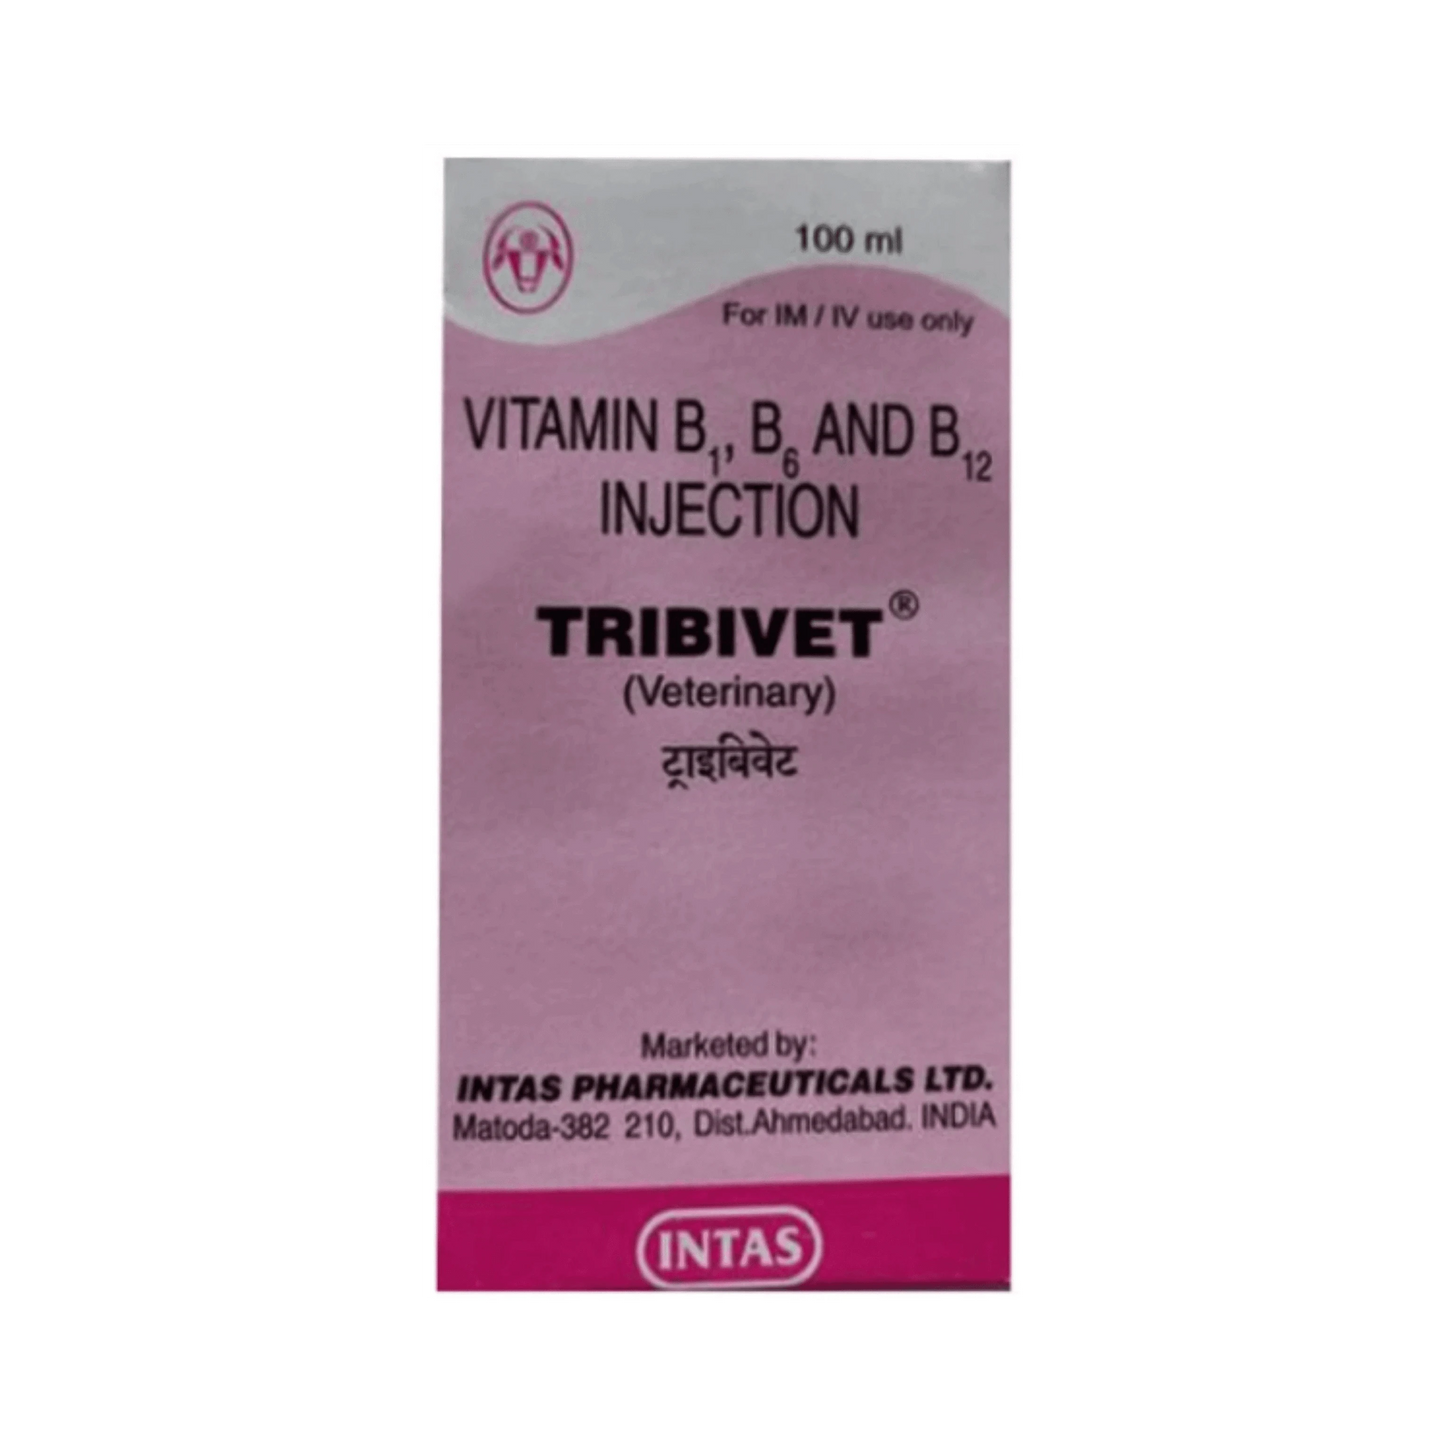 100 ml
For IM / IV use only
VITAMIN B₁, B₆ AND B₁₂
INJECTION
TRIBIVET®
(Veterinary)
ट्राइबिवेट
Marketed by:
INTAS PHARMACEUTICALS LTD.
Matoda-382 210, Dist.Ahmedabad. INDIA
INTAS